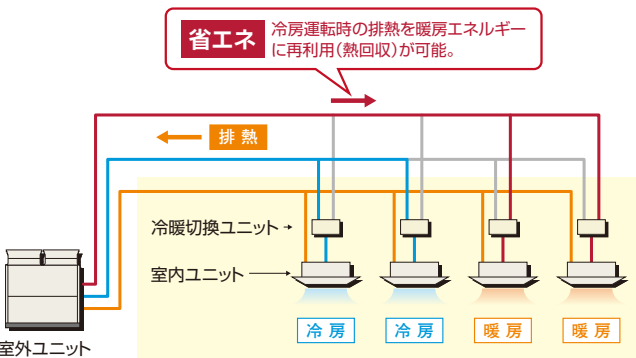 省エネ
冷房運転時の排熱を暖房エネルギー
に再利用(熱回収)が可能。
排熱
冷暖切換ユニット
室内ユニット
冷房
冷房
暖房
暖房
室外ユニット